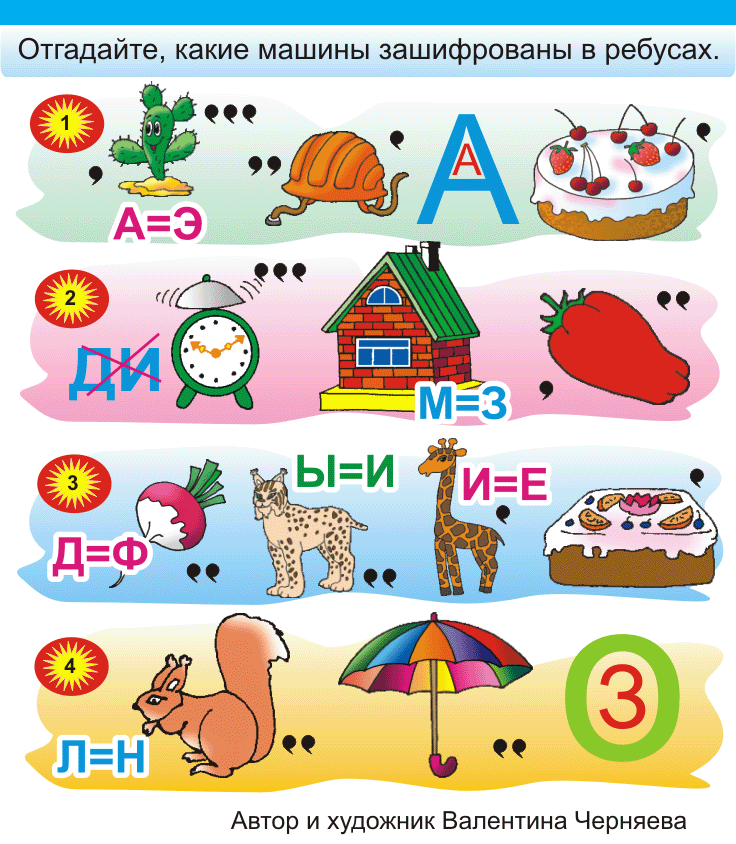 Отгадайте, какие машины зашифрованы в ребусах.
1
, ,,, ,, , А А ,
А=Э
2
ДИ ,,, , ,,
М=З
3
Ы=И И=Е
Д=Ф ,, ,, , ,
4
Л=Н ,, ,, О З
Автор и художник Валентина Черняева